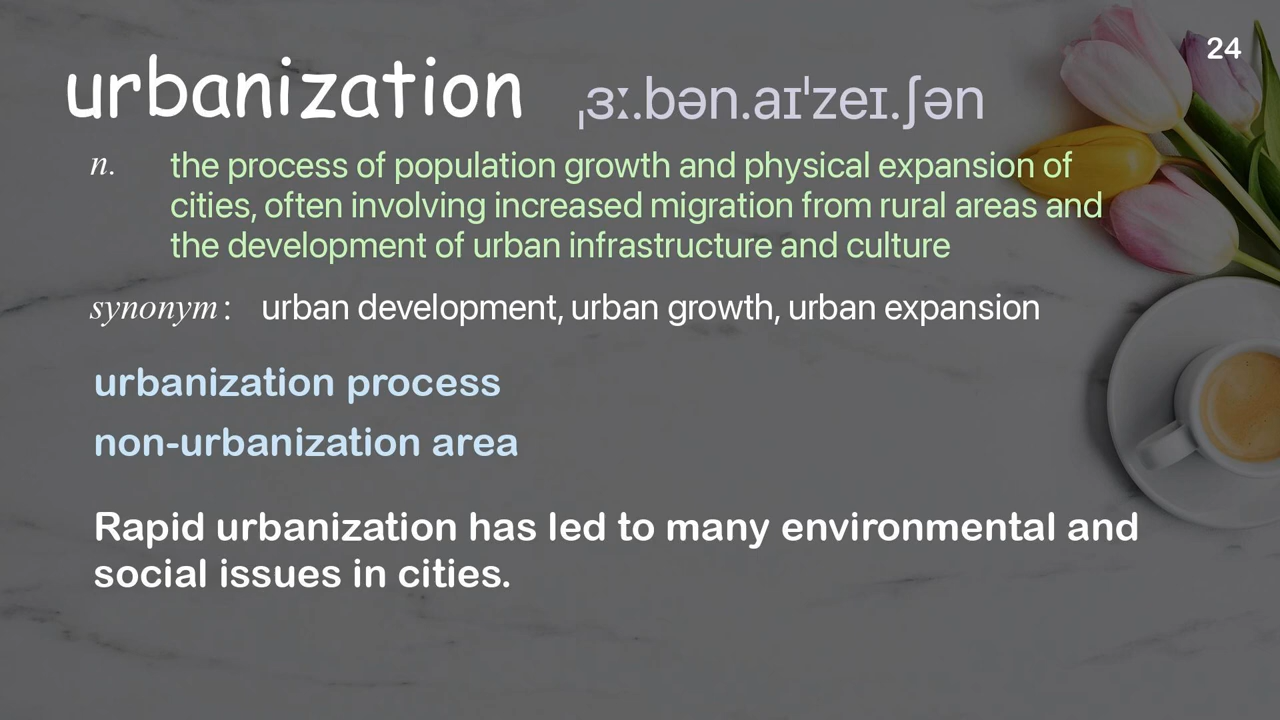 24
urbanization ˌɜː.bən.aɪˈzeɪ.ʃən
n. the process of population growth and physical expansion of
cities, often involving increased migration from rural areas and
the development of urban infrastructure and culture
synonym: urban development, urban growth, urban expansion
urbanization process
non-urbanization area
Rapid urbanization has led to many environmental and
social issues in cities.